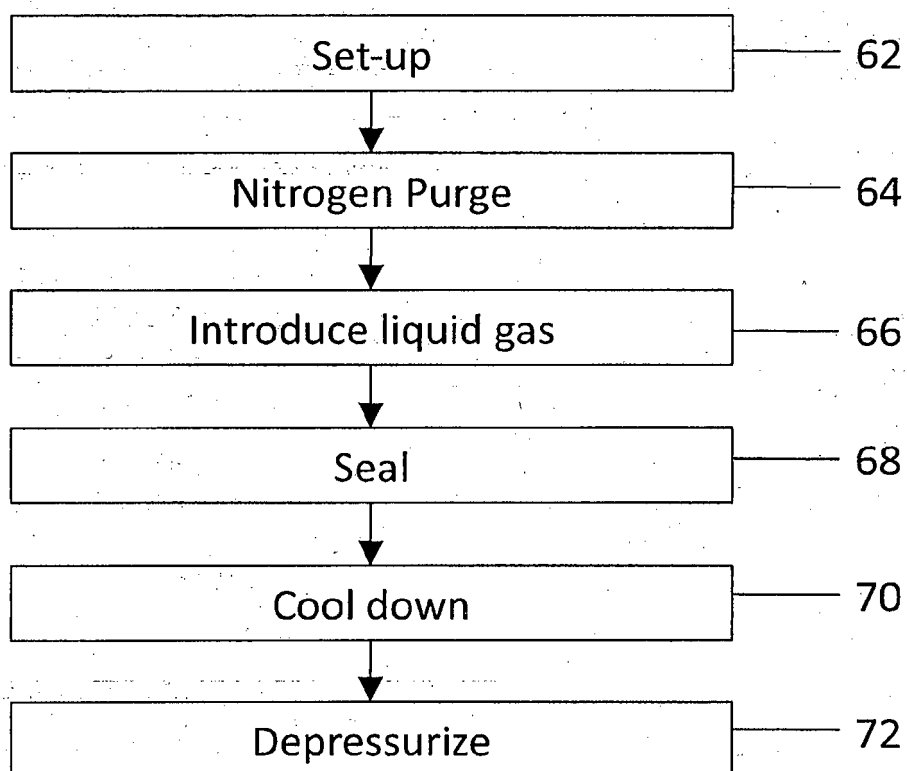 Set-up 62
Nitrogen Purge 64
Introduce liquid gas 66
Seal 68
Cool down 70
Depressurize 72